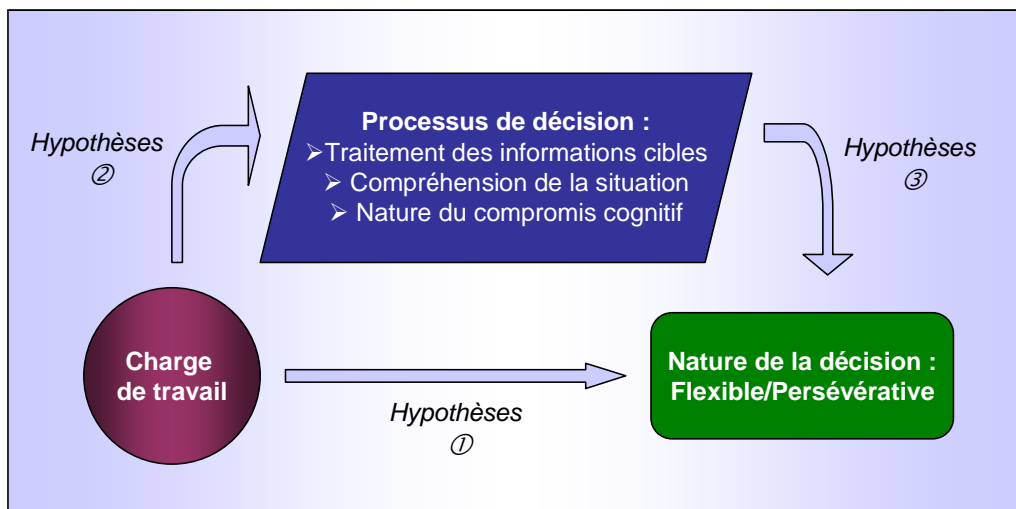 Processus de décision :
➢Traitement des informations cibles
➢ Compréhension de la situation
➢ Nature du compromis cognitif
Hypothèses
②
Hypothèses
③
Charge
de travail
Nature de la décision :
Flexible/Persévérative
Hypothèses
①